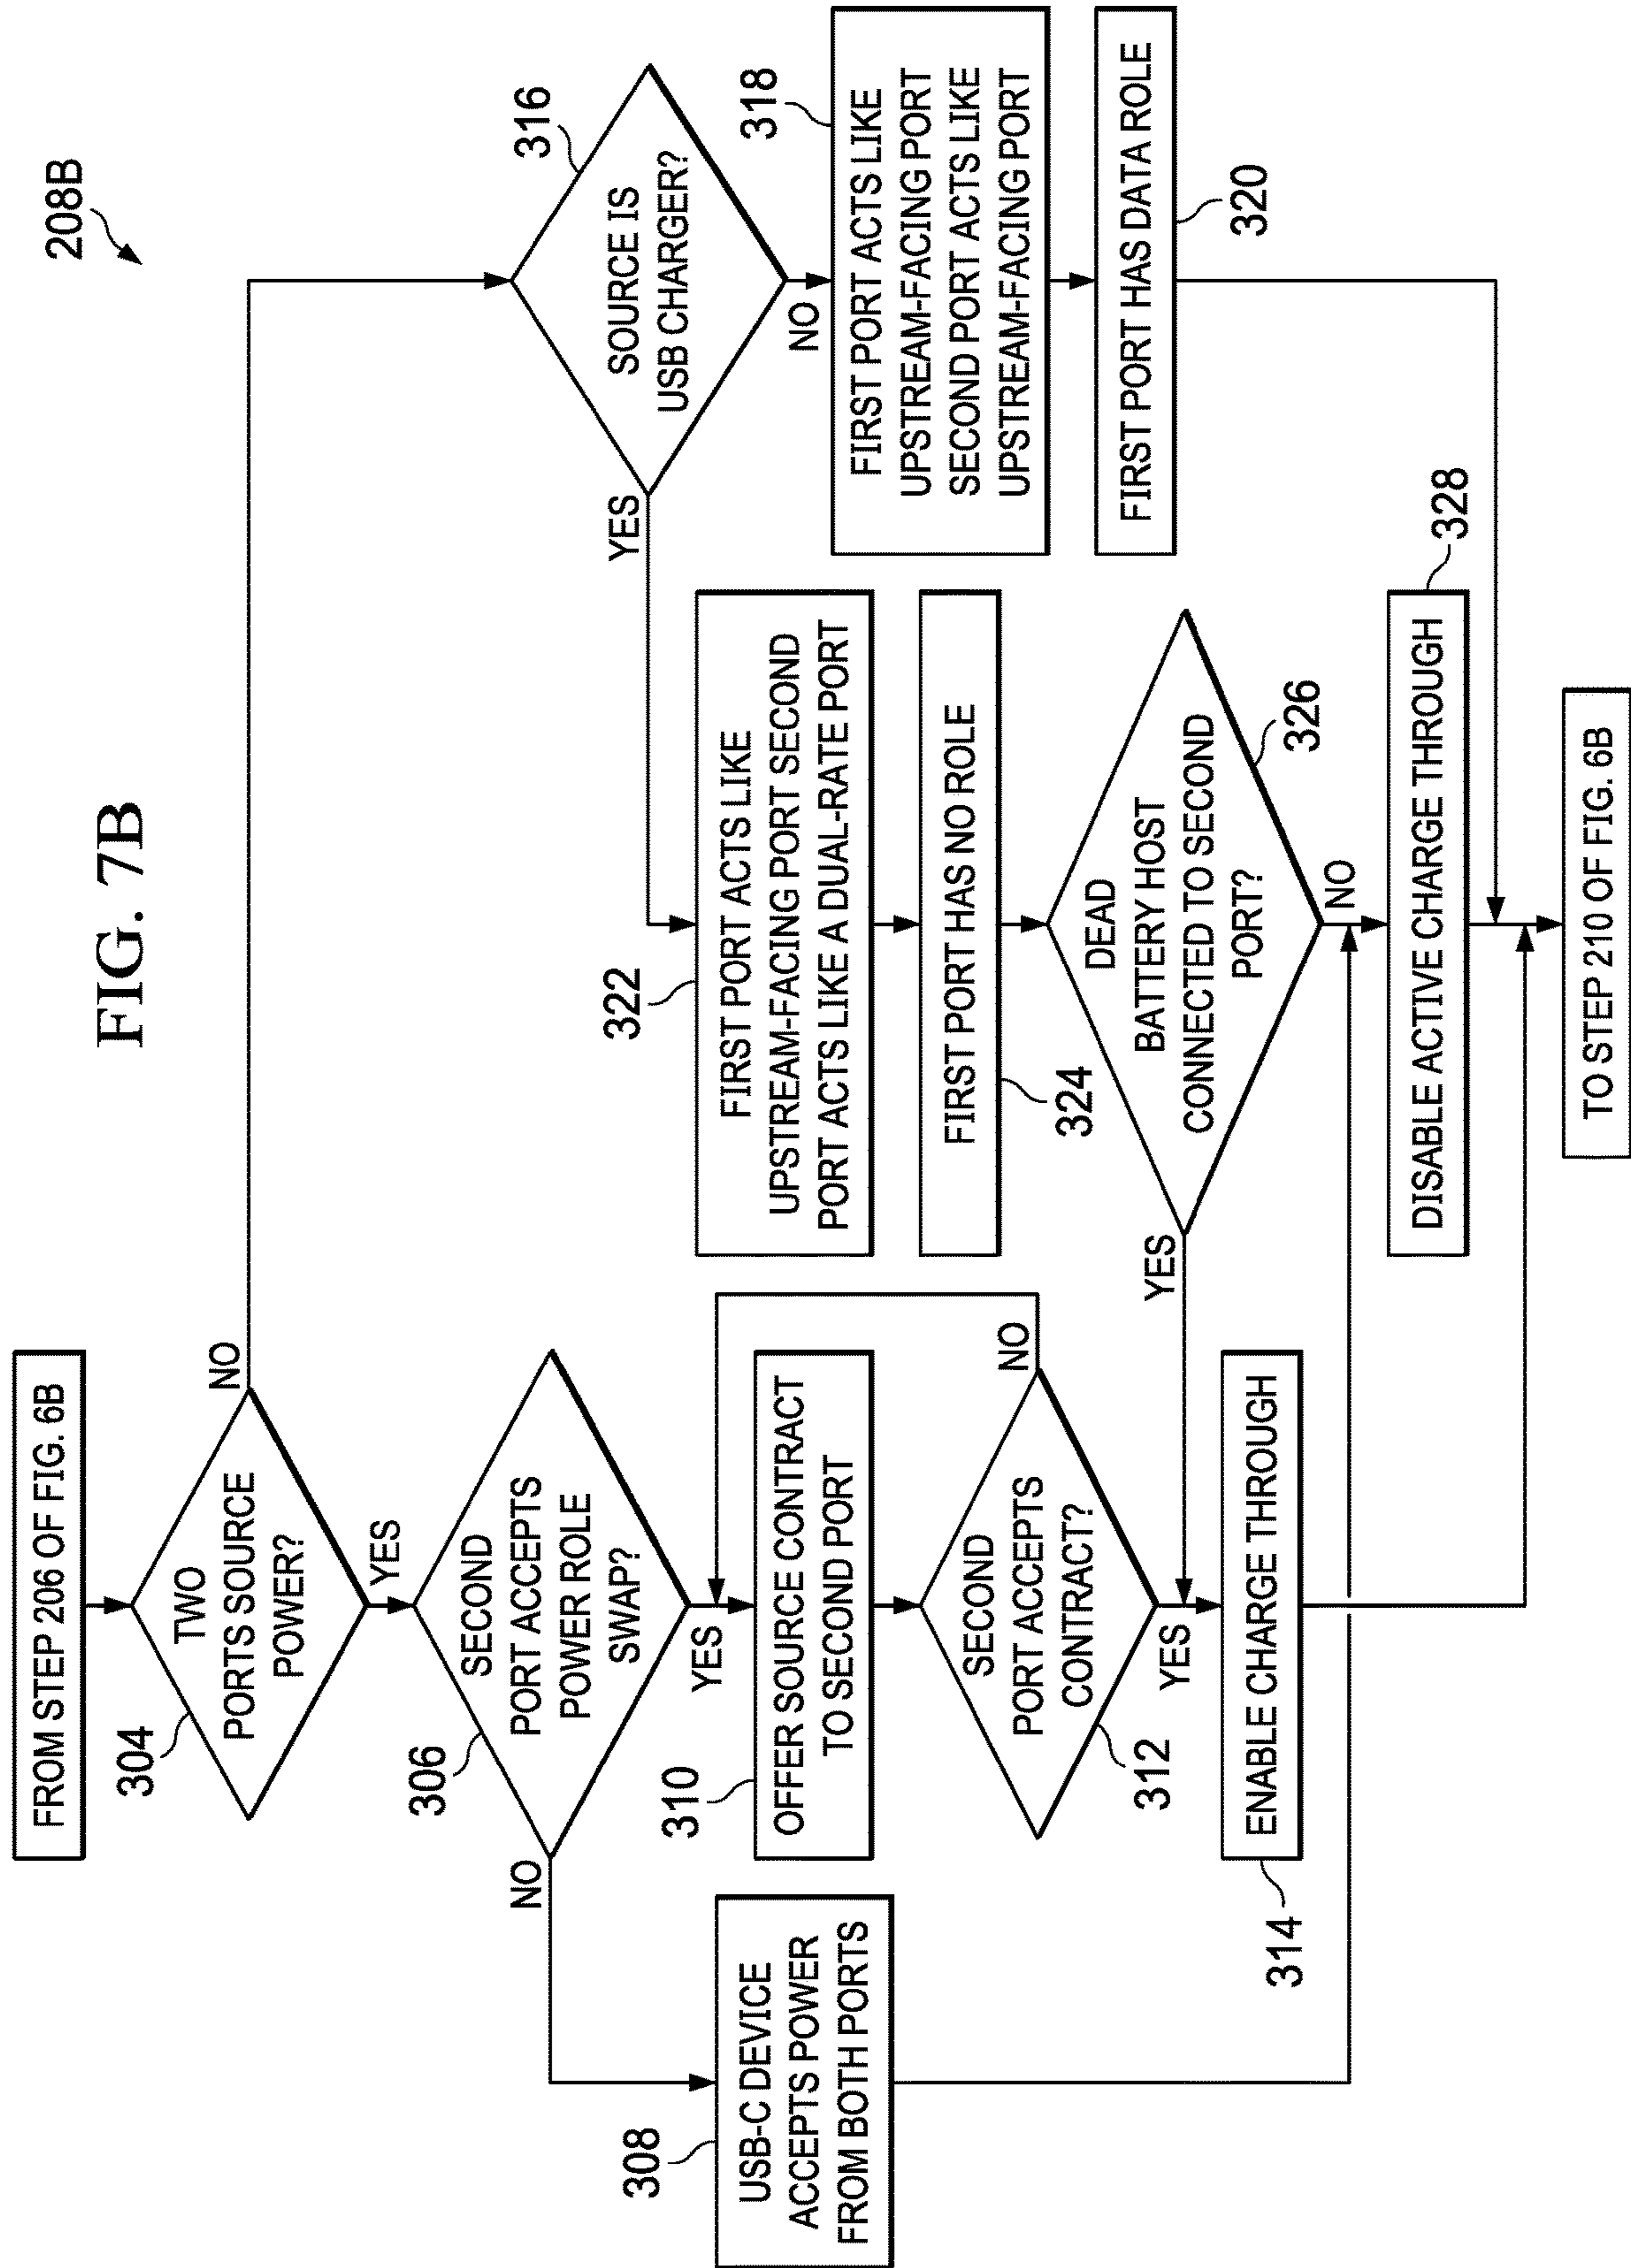 FIG. 7B
208B
FROM STEP 206 OF FIG. 6B
304
TWO
PORTS SOURCE
POWER?
NO
YES
306
SECOND
PORT ACCEPTS
POWER ROLE
SWAP?
NO
YES
308
USB-C DEVICE
ACCEPTS POWER
FROM BOTH PORTS
310
OFFER SOURCE CONTRACT
TO SECOND PORT
312
SECOND
PORT ACCEPTS
CONTRACT?
NO
YES
314
ENABLE CHARGE THROUGH
316
SOURCE IS
USB CHARGER?
YES
NO
318
FIRST PORT ACTS LIKE
UPSTREAM-FACING PORT
SECOND PORT ACTS LIKE
UPSTREAM-FACING PORT
320
FIRST PORT HAS DATA ROLE
322
FIRST PORT ACTS LIKE
UPSTREAM-FACING PORT SECOND
PORT ACTS LIKE A DUAL-RATE PORT
324
FIRST PORT HAS NO ROLE
326
DEAD
BATTERY HOST
CONNECTED TO SECOND
PORT?
YES
NO
328
DISABLE ACTIVE CHARGE THROUGH
TO STEP 210 OF FIG. 6B